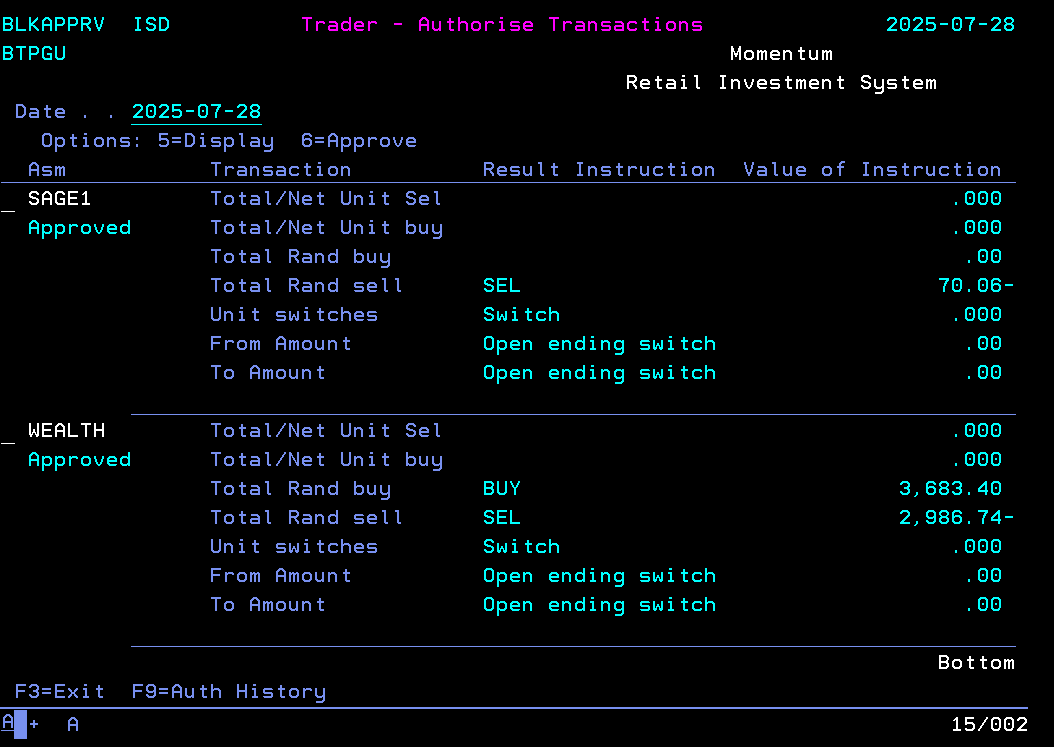 BLKAPPRV ISD Trader - Authorise Transactions 2025-07-28
BTPGU Momentum
Retail Investment System
Date . . 2025-07-28
Options: 5=Display 6=Approve
Asm Transaction Result Instruction Value of Instruction
_ SAGE1 Total/Net Unit Sel .000
Approved Total/Net Unit buy .000
Total Rand buy .00
Total Rand sell SEL 70.06-
Unit switches Switch .000
From Amount Open ending switch .00
To Amount Open ending switch .00
_ WEALTH Total/Net Unit Sel .000
Approved Total/Net Unit buy .000
Total Rand buy BUY 3,683.40
Total Rand sell SEL 2,986.74-
Unit switches Switch .000
From Amount Open ending switch .00
To Amount Open ending switch .00
Bottom
F3=Exit F9=Auth History
A + A 15/002